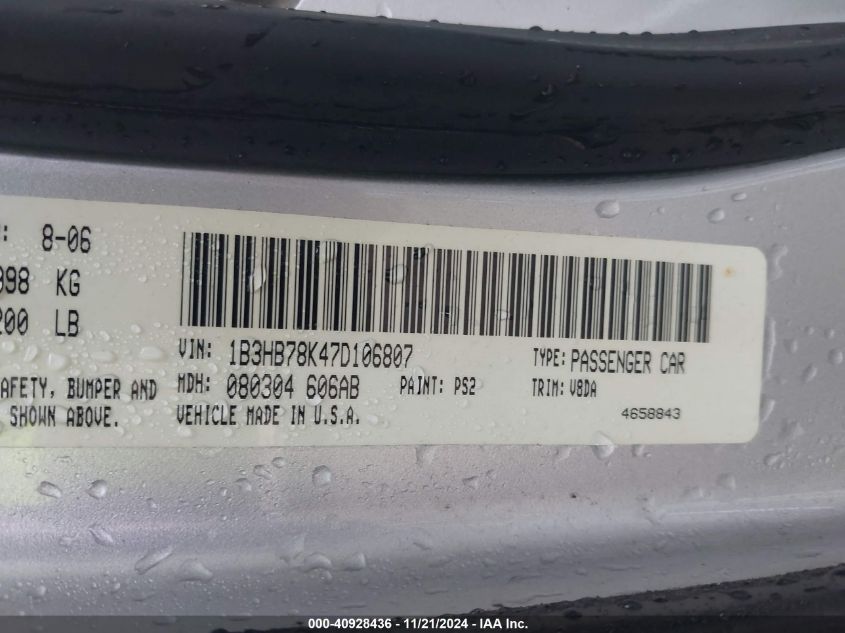 : 8-06
998 KG
200 LB
VIN: 1B3HB78K47D106807 TYPE: PASSENGER CAR
AFETY, BUMPER AND MDH: 080304 606AB PAINT: PS2 TRIM: V8DA
SHOWN ABOVE. VEHICLE MADE IN U.S.A. 4658843
000-40928436 - 11/21/2024 - IAA Inc.